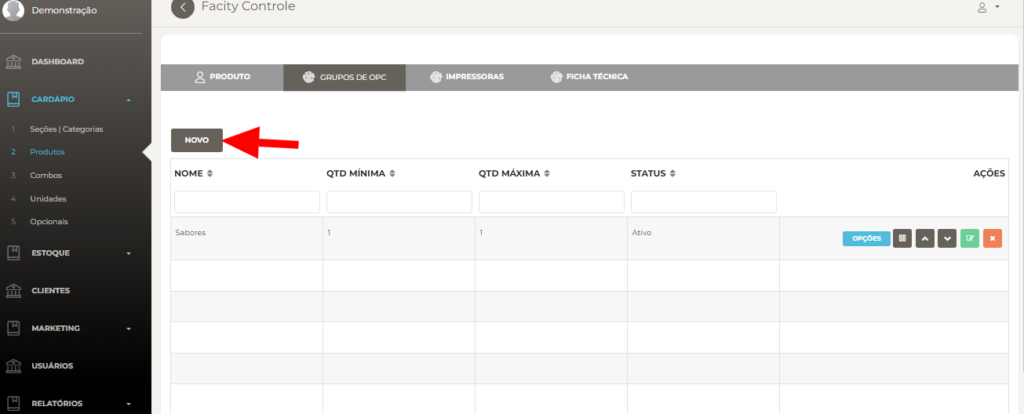 Demonstração
Facity Controle
DASHBOARD
CARDÁPIO
1 Seções | Categorias
2 Produtos
3 Combos
4 Unidades
5 Opcionais
ESTOQUE
CLIENTES
MARKETING
USUÁRIOS
RELATÓRIOS
PRODUTO GRUPOS DE OPC IMPRESSORAS FICHA TÉCNICA
NOVO
NOME QTD MÍNIMA QTD MÁXIMA STATUS AÇÕES
Sabores 1 1 Ativo OPÇÕES